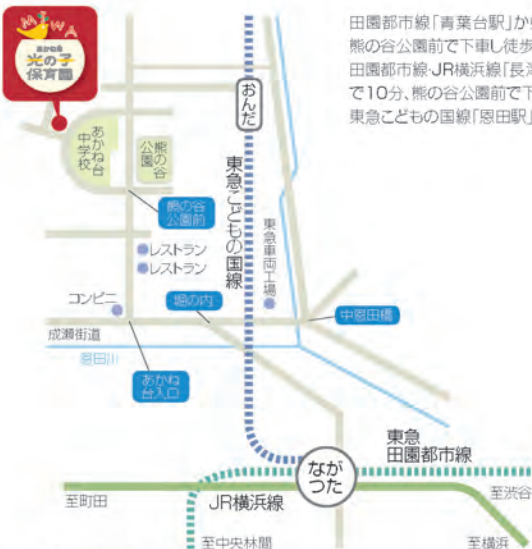 田園都市線「青葉台駅」か
熊の谷公園前で下車し徒歩
田園都市線・JR横浜線「長津
で10分、熊の谷公園前で下
東急こどもの国線「恩田駅」
MIWA
あかね台
光の子
保育園
あかね台
中学校
熊の谷
公園
おんだ
東急こどもの国線
熊の谷
公園前
レストラン
レストラン
東急車両工場
コンビニ
堀の内
中恩田橋
成瀬街道
恩田川
あかね
台入口
なが
つた
東急
田園都市線
至町田
JR横浜線
至渋谷
至中央林間
至横浜